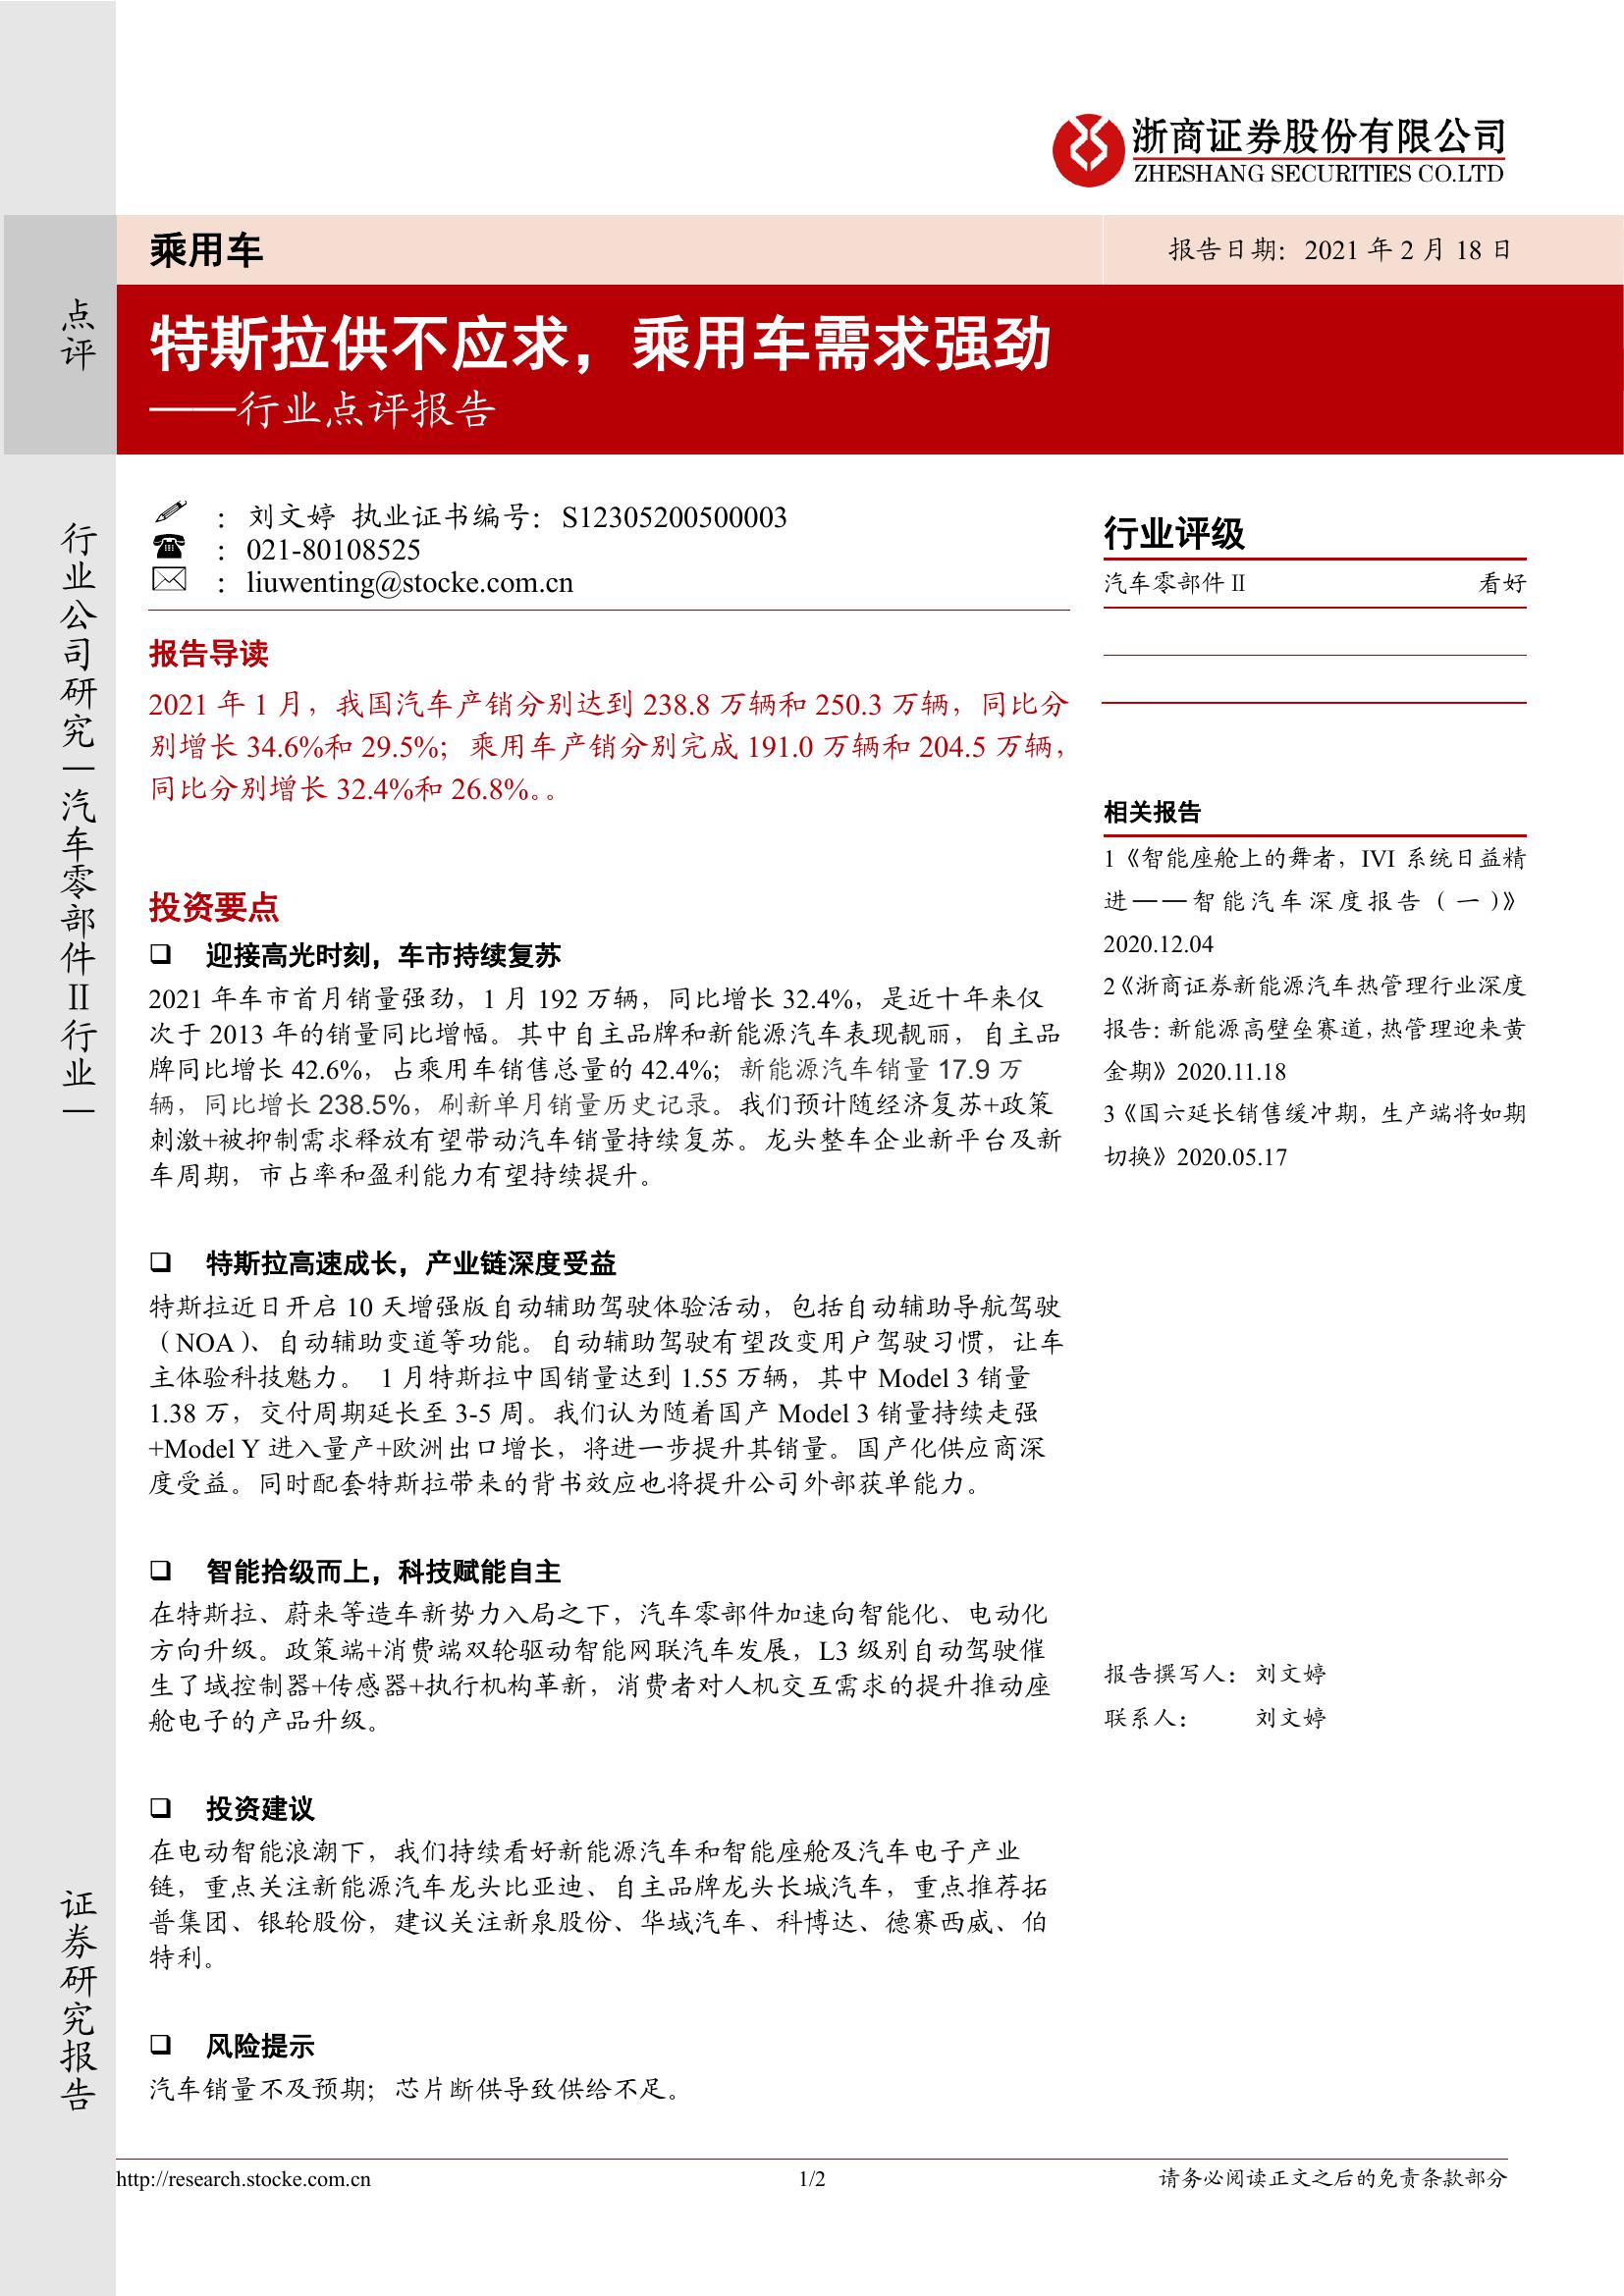 浙商证券股份有限公司
ZHESHANG SECURITIES CO.LTD
乘用车
报告日期：2021 年 2 月 18 日
点评
特斯拉供不应求，乘用车需求强劲
——行业点评报告
行业公司研究｜汽车零部件Ⅱ行业｜
证券研究报告
： 刘文婷 执业证书编号：S12305200500003
： 021-80108525
： liuwenting@stocke.com.cn
报告导读
2021 年 1 月，我国汽车产销分别达到 238.8 万辆和 250.3 万辆，同比分
别增长 34.6%和 29.5%；乘用车产销分别完成 191.0 万辆和 204.5 万辆，
同比分别增长 32.4%和 26.8%。。
投资要点
❑ 迎接高光时刻，车市持续复苏
2021 年车市首月销量强劲，1 月 192 万辆，同比增长 32.4%，是近十年来仅
次于 2013 年的销量同比增幅。其中自主品牌和新能源汽车表现靓丽，自主品
牌同比增长 42.6%，占乘用车销售总量的 42.4%；新能源汽车销量 17.9 万
辆，同比增长 238.5%，刷新单月销量历史记录。我们预计随经济复苏+政策
刺激+被抑制需求释放有望带动汽车销量持续复苏。龙头整车企业新平台及新
车周期，市占率和盈利能力有望持续提升。
❑ 特斯拉高速成长，产业链深度受益
特斯拉近日开启 10 天增强版自动辅助驾驶体验活动，包括自动辅助导航驾驶
（NOA）、自动辅助变道等功能。自动辅助驾驶有望改变用户驾驶习惯，让车
主体验科技魅力。 1 月特斯拉中国销量达到 1.55 万辆，其中 Model 3 销量
1.38 万，交付周期延长至 3-5 周。我们认为随着国产 Model 3 销量持续走强
+Model Y 进入量产+欧洲出口增长，将进一步提升其销量。国产化供应商深
度受益。同时配套特斯拉带来的背书效应也将提升公司外部获单能力。
❑ 智能拾级而上，科技赋能自主
在特斯拉、蔚来等造车新势力入局之下，汽车零部件加速向智能化、电动化
方向升级。政策端+消费端双轮驱动智能网联汽车发展，L3 级别自动驾驶催
生了域控制器+传感器+执行机构革新，消费者对人机交互需求的提升推动座
舱电子的产品升级。
❑ 投资建议
在电动智能浪潮下，我们持续看好新能源汽车和智能座舱及汽车电子产业
链，重点关注新能源汽车龙头比亚迪、自主品牌龙头长城汽车，重点推荐拓
普集团、银轮股份，建议关注新泉股份、华域汽车、科博达、德赛西威、伯
特利。
❑ 风险提示
汽车销量不及预期；芯片断供导致供给不足。
行业评级
汽车零部件Ⅱ 看好
相关报告
1《智能座舱上的舞者，IVI 系统日益精
进——智能汽车深度报告（一）》
2020.12.04
2《浙商证券新能源汽车热管理行业深度
报告：新能源高壁垒赛道，热管理迎来黄
金期》2020.11.18
3《国六延长销售缓冲期，生产端将如期
切换》2020.05.17
报告撰写人： 刘文婷
联系人： 刘文婷
http://research.stocke.com.cn
1/2
请务必阅读正文之后的免责条款部分